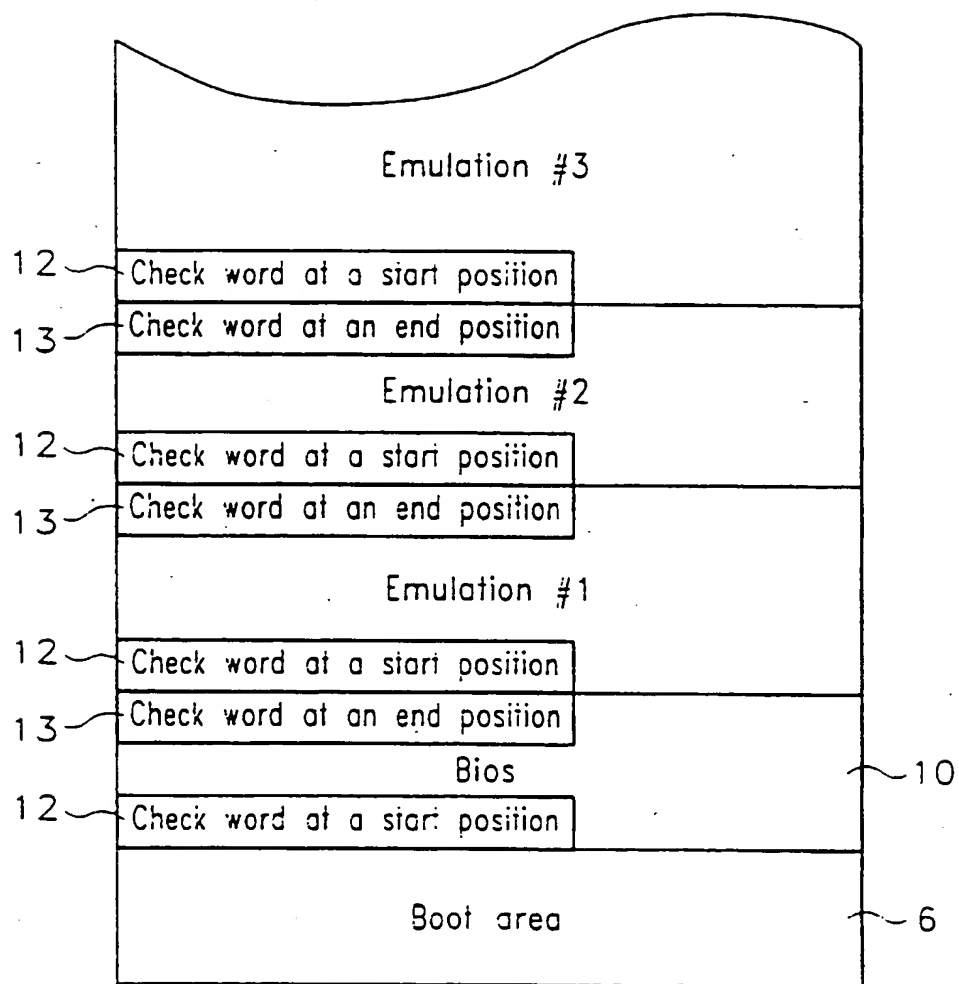 Emulation #3
12
Check word at a start position
13
Check word at an end position
Emulation #2
12
Check word at a start position
13
Check word at an end position
Emulation #1
12
Check word at a start position
13
Check word at an end position
Bios
10
12
Check word at a start position
Boot area
6